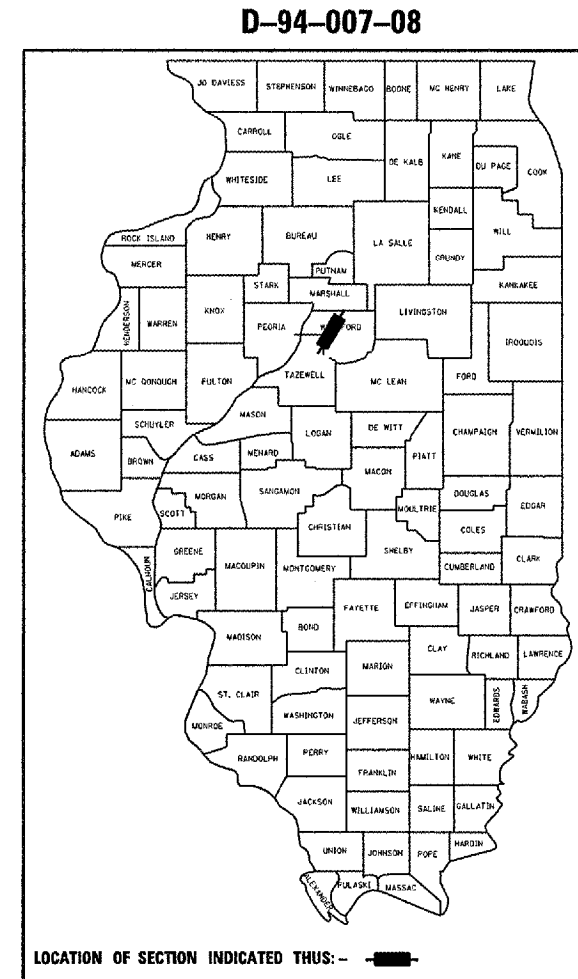 D-94-007-08
JO DAVIESS STEPHENSON WINNEBAGO BOONE MC HENRY LAKE
CARROLL OGLE KANE
DE KALB DU PAGE COOK
WHITESIDE LEE
KENDALL
ROCK ISLAND HENRY BUREAU LA SALLE WILL
MERCER PUTNAM GRUNDY
STARK KANKAKEE
MARSHALL
HENDERSON WARREN KNOX PEORIA LIVINGSTON
IROQUOIS
TAZEWELL FORD
HANCOCK MC DONOUGH FULTON MC LEAN
MASON
SCHUYLER LOGAN DE WITT CHAMPAIGN VERMILION
ADAMS BROWN CASS MENARD PIATT
MACON
MORGAN SANGAMON DOUGLAS
PIKE SCOTT MOULTRIE EDGAR
CHRISTIAN COLES
GREENE SHELBY CLARK
CALHOUN MACOUPIN MONTGOMERY CUMBERLAND
JERSEY FAYETTE EFFINGHAM JASPER CRAWFORD
MADISON BOND
CLAY RICHLAND LAWRENCE
CLINTON MARION
ST. CLAIR WAYNE EDWARDS WABASH
WASHINGTON JEFFERSON
MONROE
RANDOLPH PERRY HAMILTON WHITE
FRANKLIN
JACKSON WILLIAMSON SALINE GALLATIN
HARDIN
UNION JOHNSON POPE
ALEXANDER PULASKI MASSAC
LOCATION OF SECTION INDICATED THUS: -